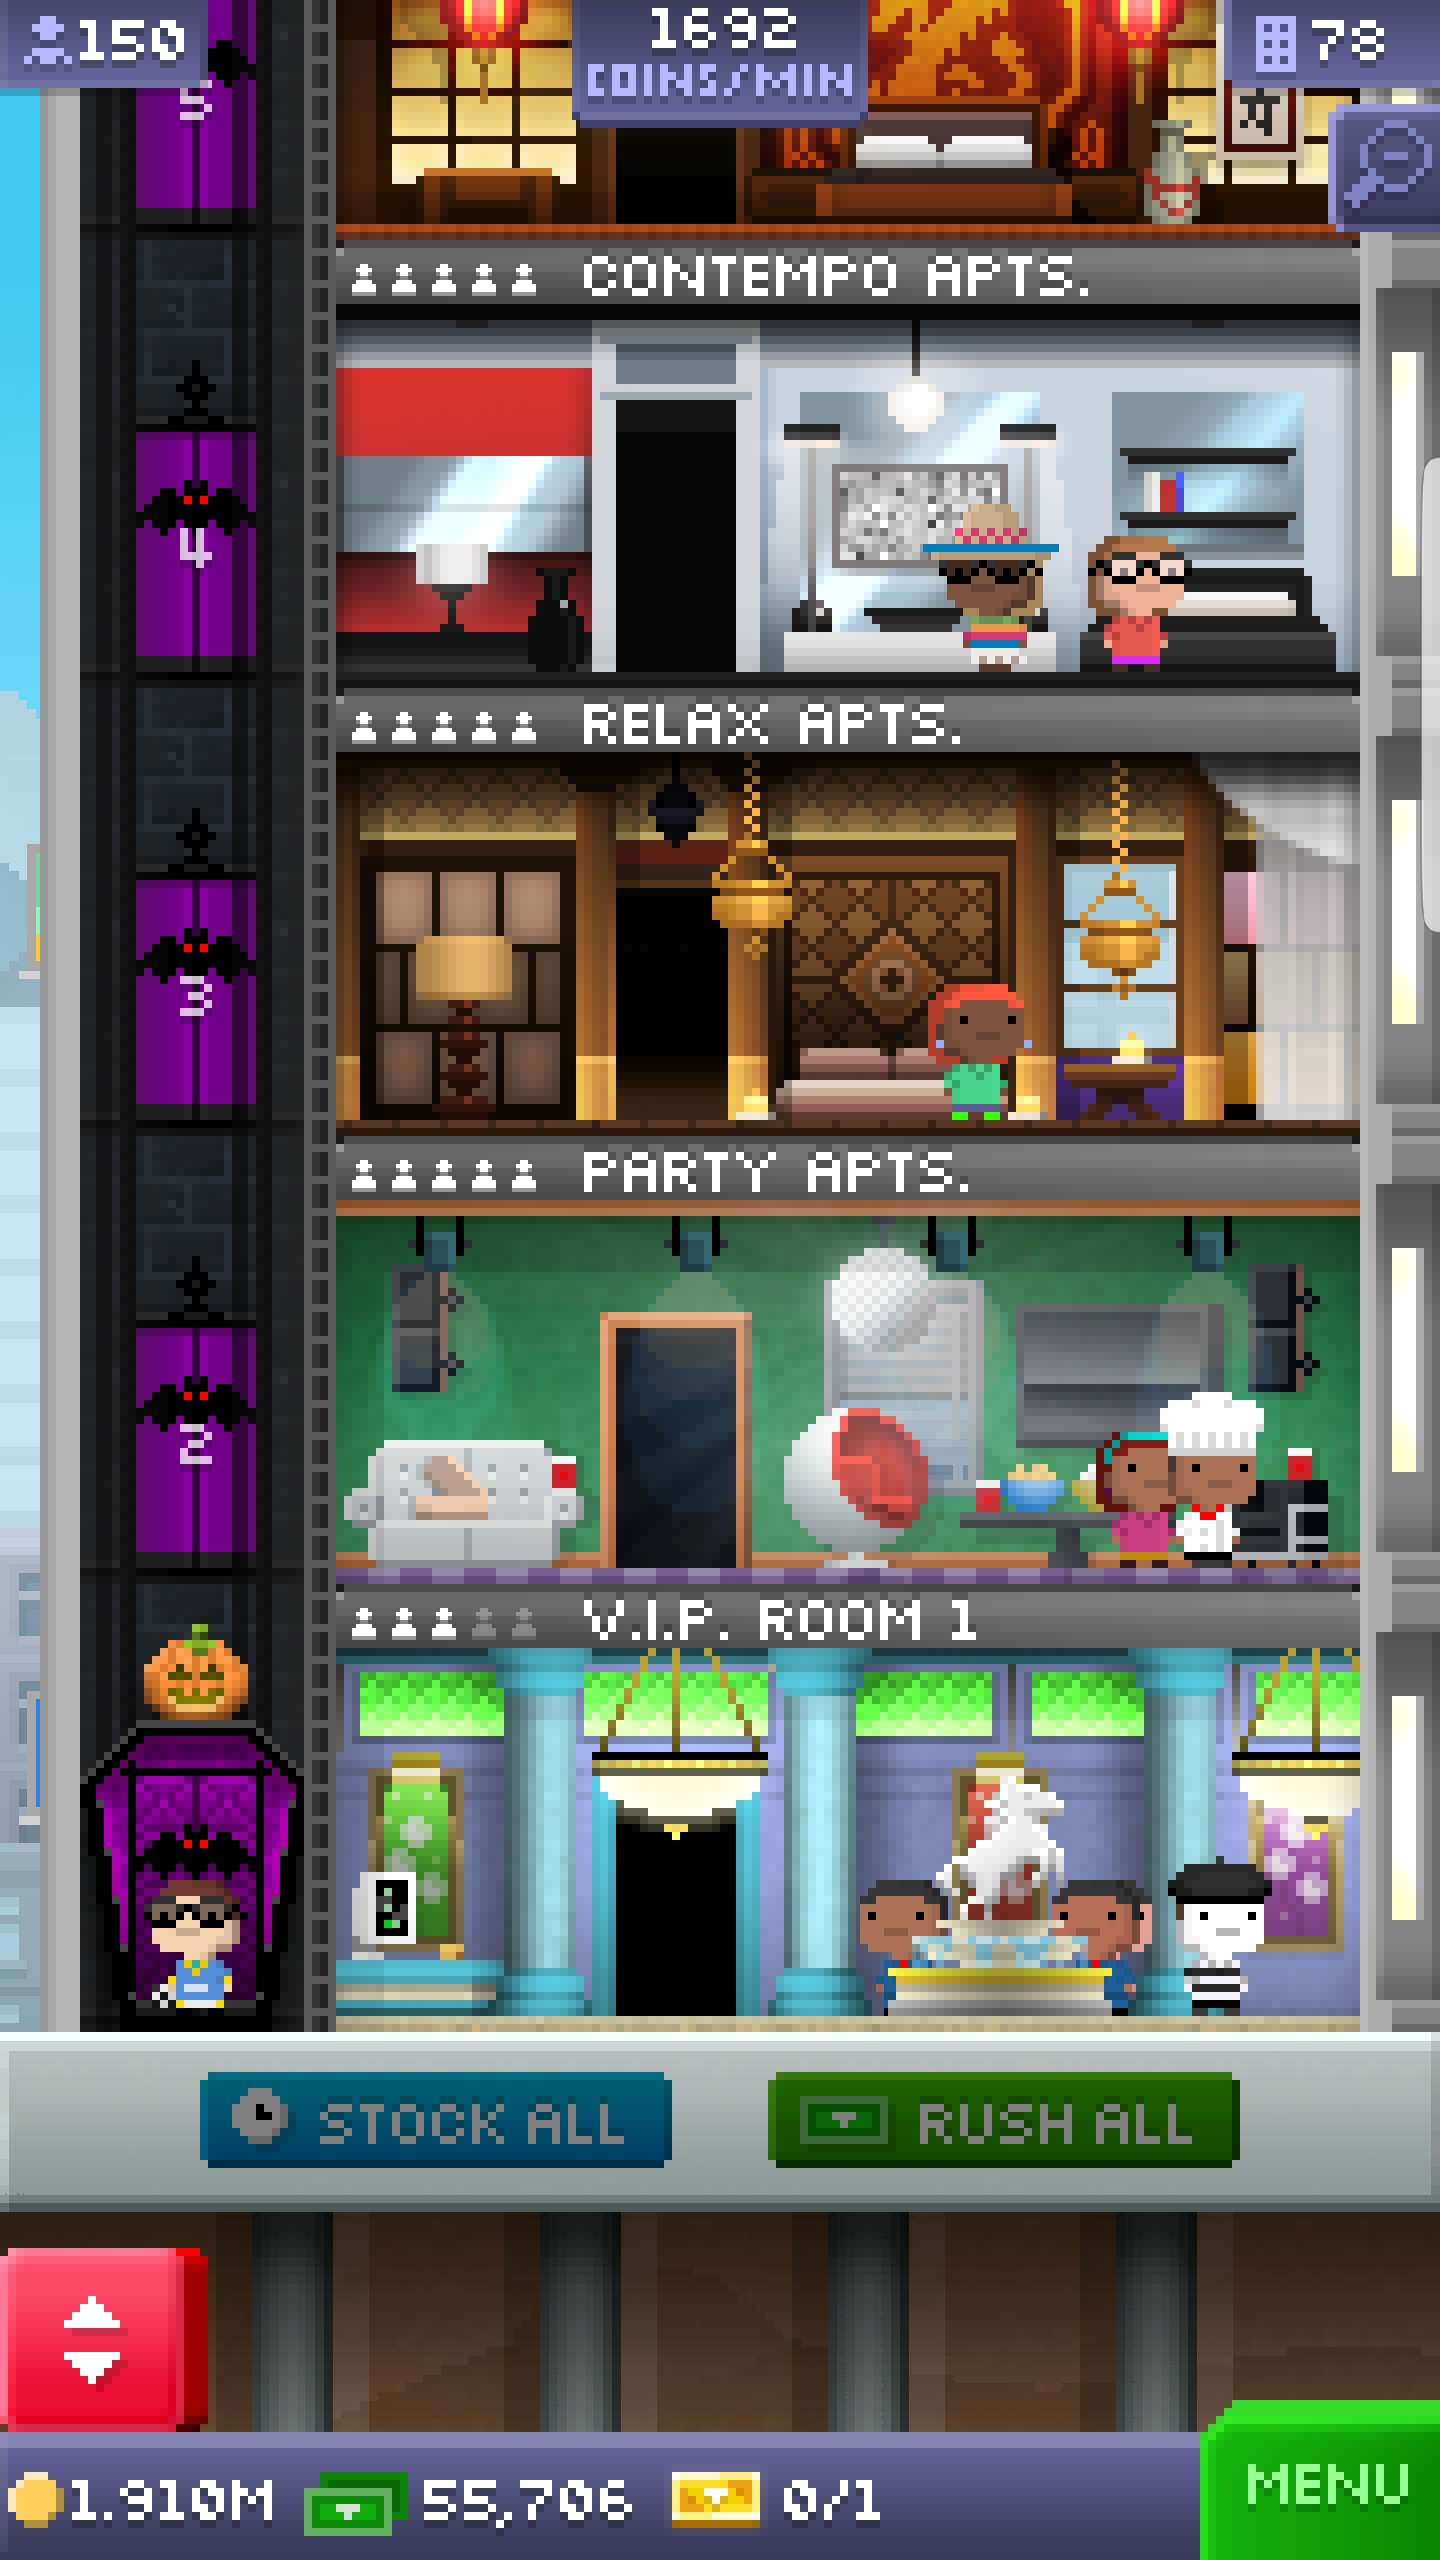 150
1692
COINS/MIN
78
5
CONTEMPO APTS.
4
RELAX APTS.
3
PARTY APTS.
2
V.I.P. ROOM 1
STOCK ALL
RUSH ALL
1.910M
55,706
0/1
MENU